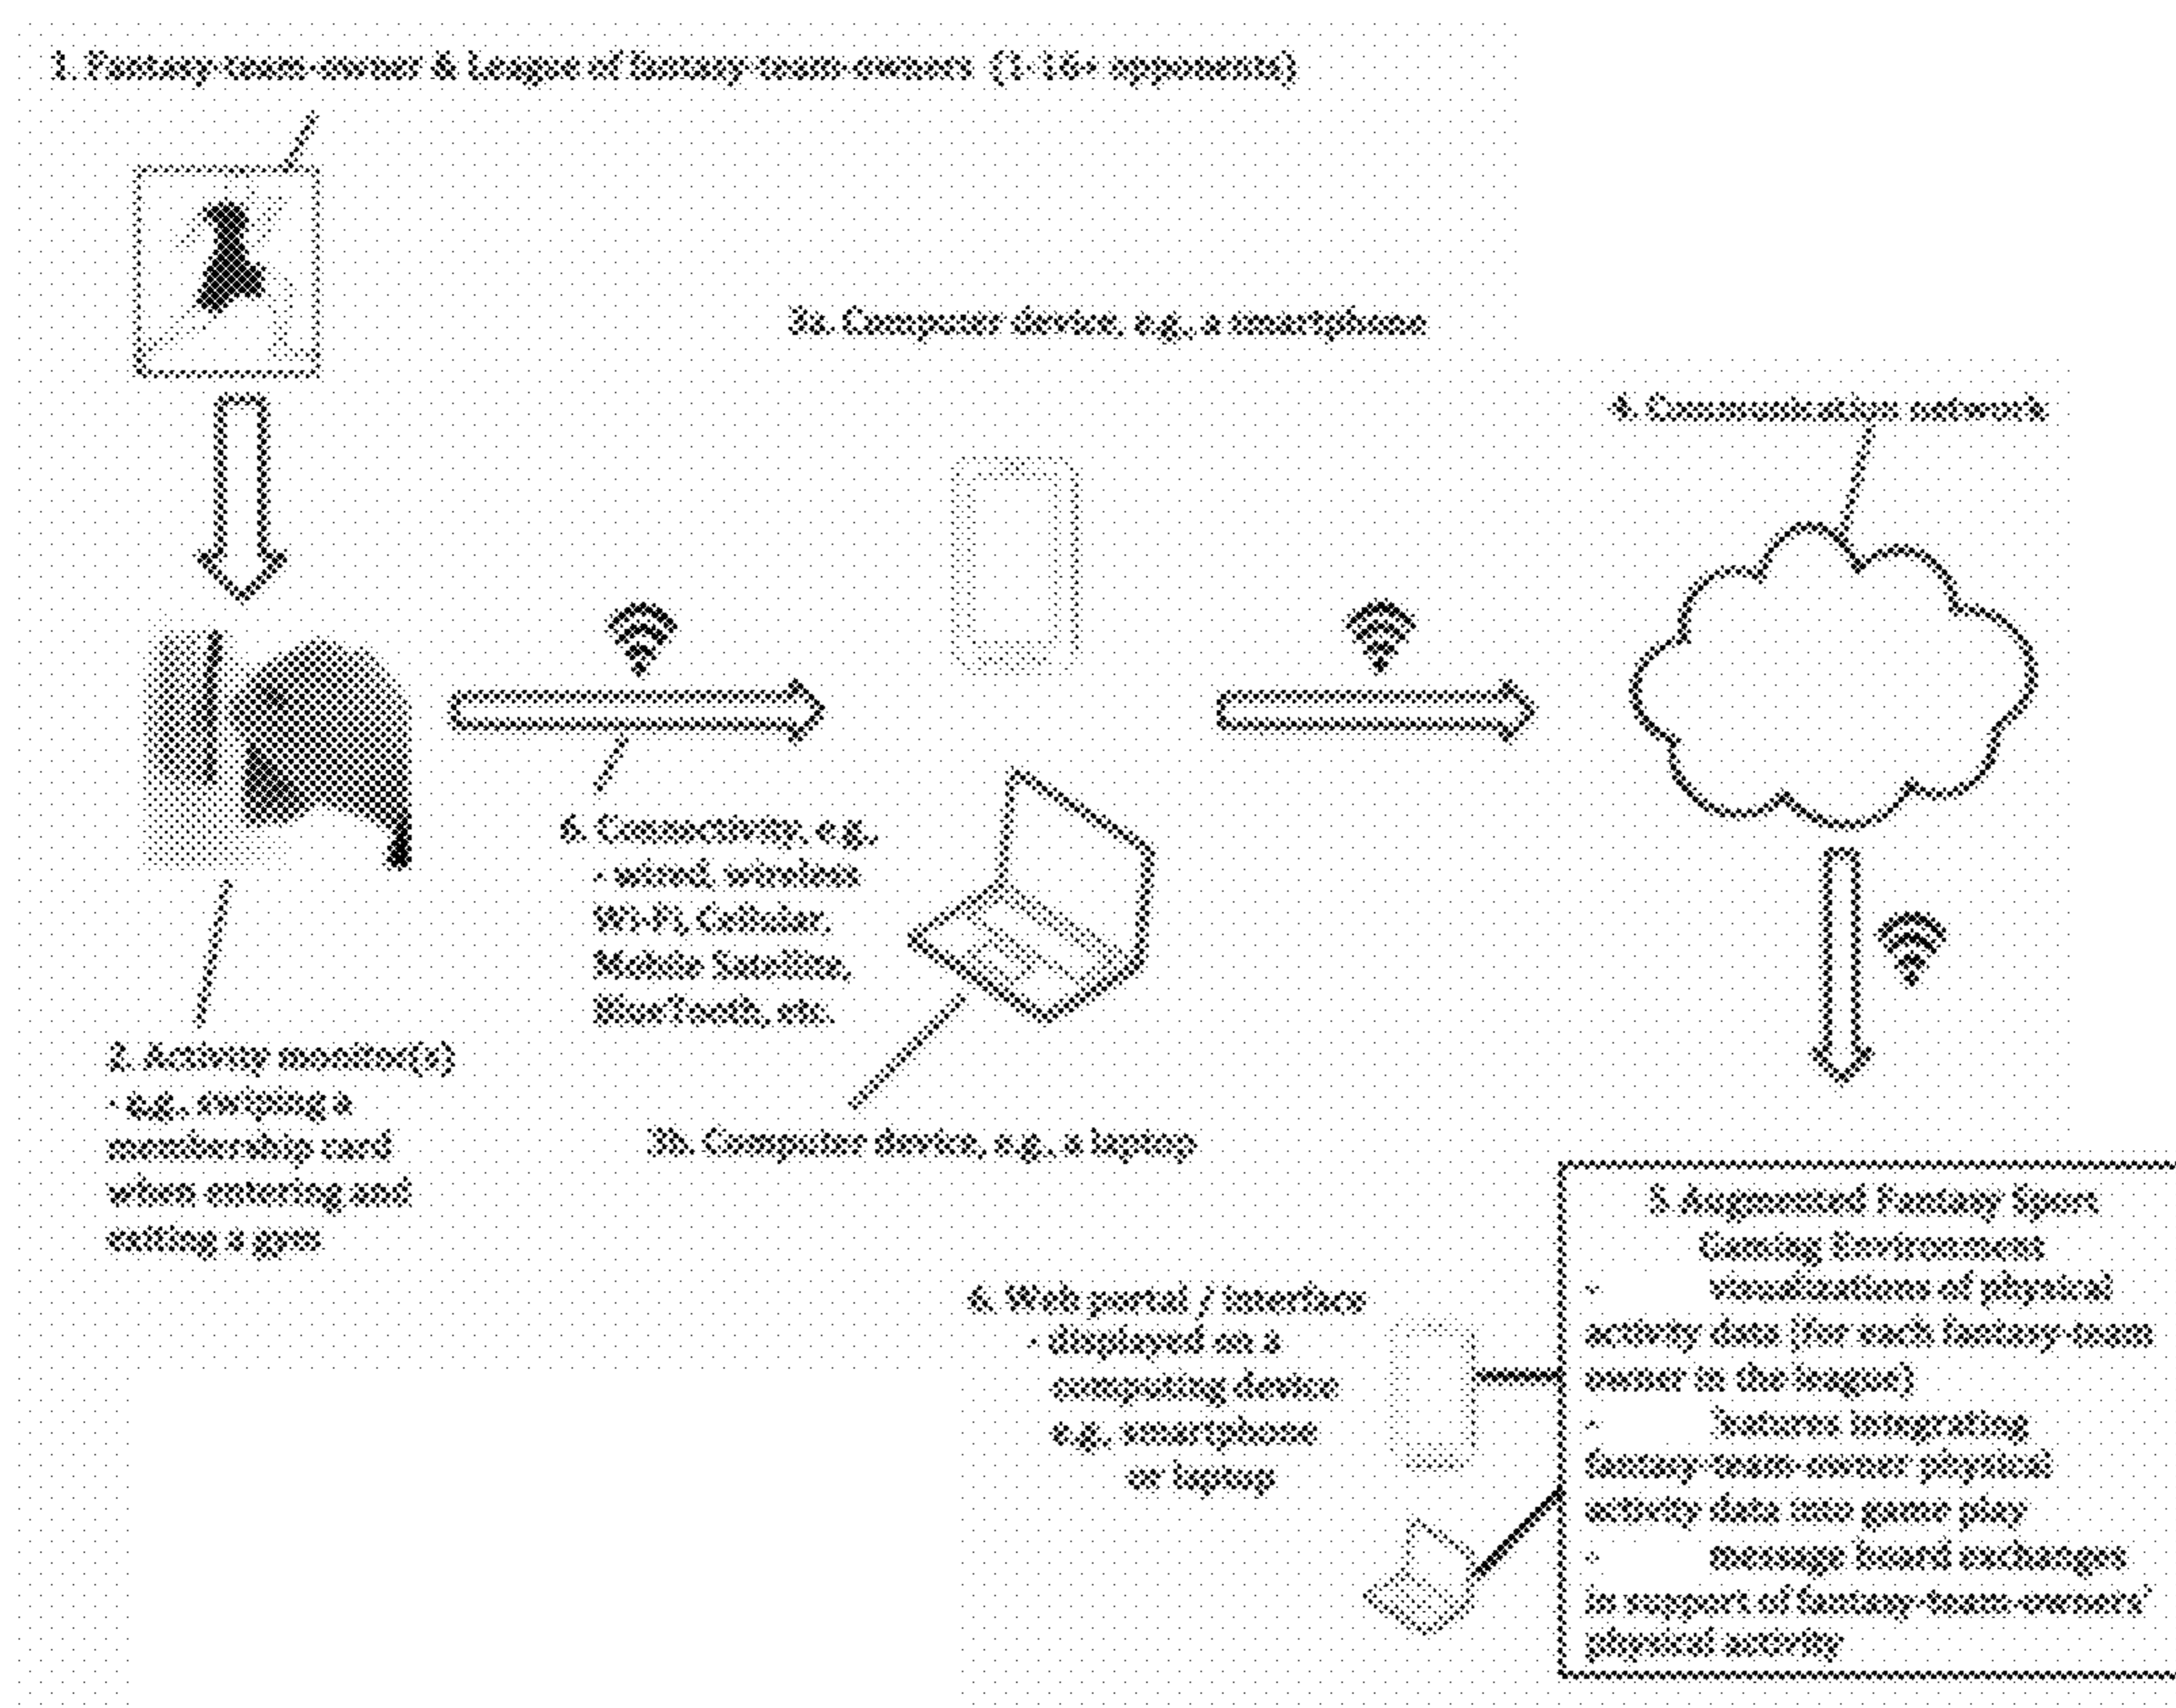 1. Fantasy-team-owner & League of fantasy-team-owners (1-16+ opponents)
3a. Computer device, e.g., a smartphone
4. Communication network
6. Connectivity, e.g.,
- wired, wireless
Wi-Fi, Cellular,
Mobile Satellite,
BlueTooth, etc.
2. Activity monitor(s)
- e.g., swiping a
membership card
when entering and
exiting a gym
3b. Computer device, e.g., a laptop
5. Augmented Fantasy Sport
Gaming Environment
- visualizations of physical
activity data (for each fantasy-team
owner in the league)
- features integrating
fantasy-team-owner physical
activity data into game play
- message board exchanges
in support of fantasy-team-owners'
physical activity
6. Web portal / interface
- displayed on a
computing device
e.g., smartphone
or laptop